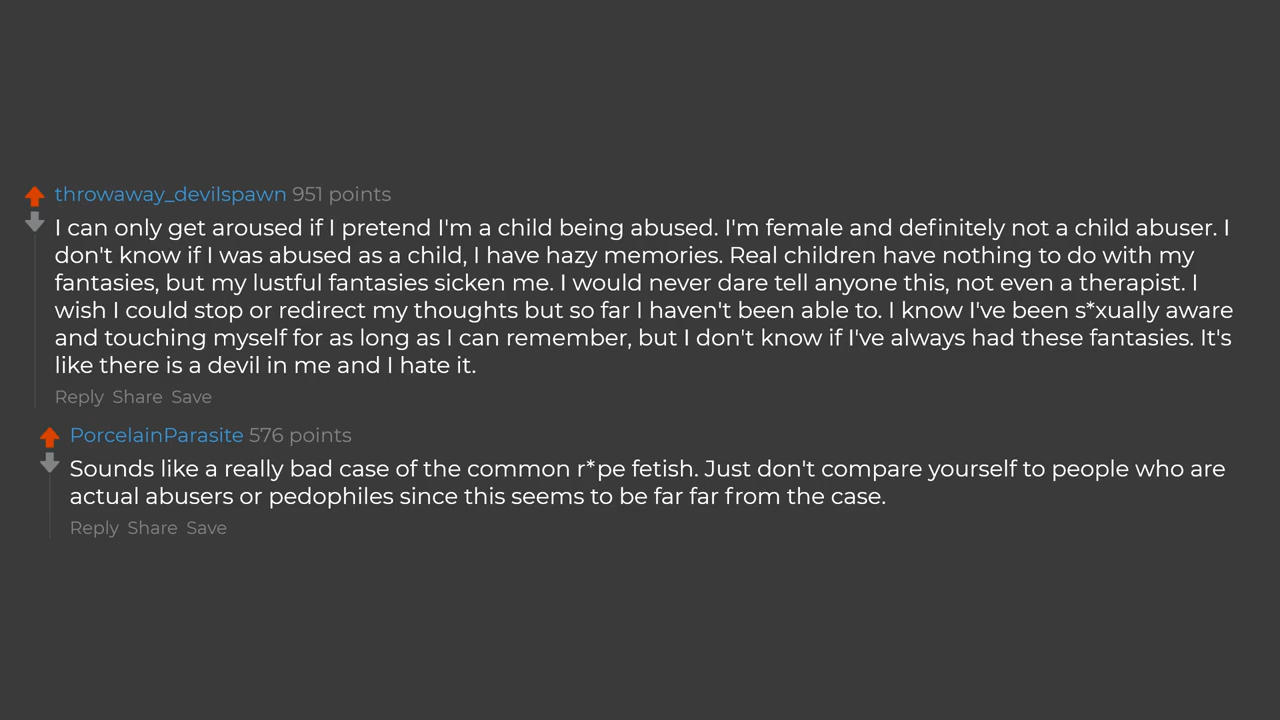 throwaway_devilspawn 951 points
I can only get aroused if I pretend I'm a child being abused. I'm female and definitely not a child abuser. I
don't know if I was abused as a child, I have hazy memories. Real children have nothing to do with my
fantasies, but my lustful fantasies sicken me. I would never dare tell anyone this, not even a therapist. I
wish I could stop or redirect my thoughts but so far I haven't been able to. I know I've been s*xually aware
and touching myself for as long as I can remember, but I don't know if I've always had these fantasies. It's
like there is a devil in me and I hate it.
Reply Share Save
PorcelainParasite 576 points
Sounds like a really bad case of the common r*pe fetish. Just don't compare yourself to people who are
actual abusers or pedophiles since this seems to be far far from the case.
Reply Share Save